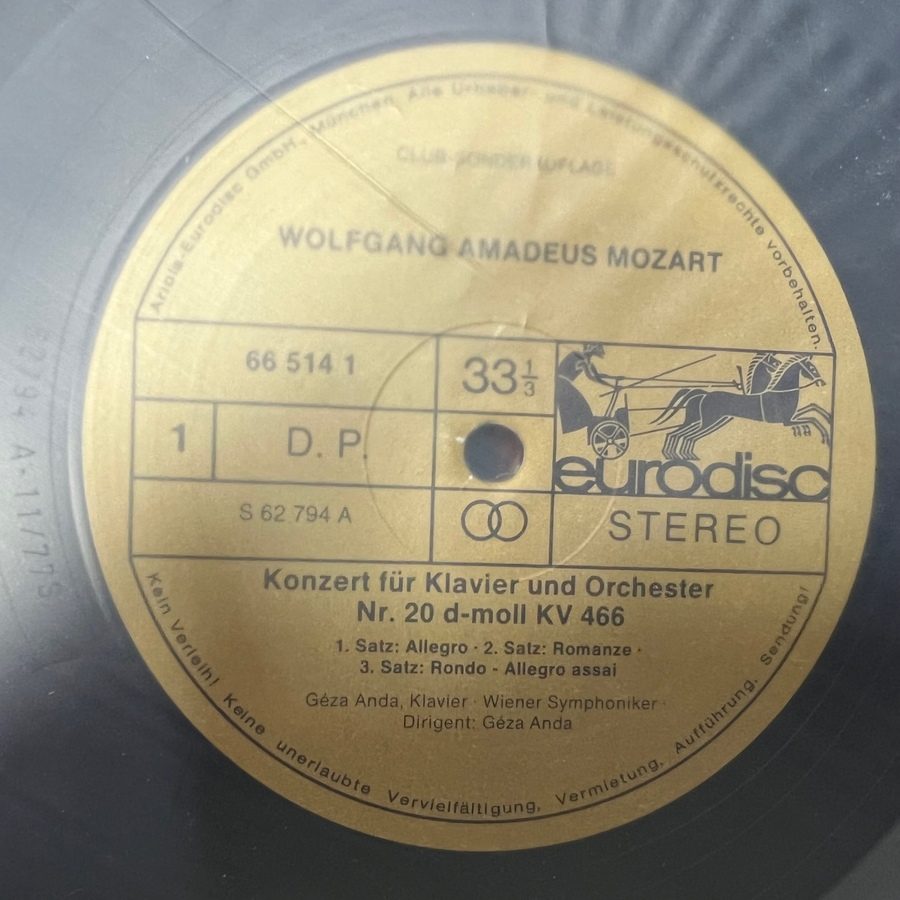 Ariola-Eurodisc GmbH., München. Alle Urheber- und Leistungsschutzrechte vorbehalten.
CLUB-SONDERAUFLAGE
WOLFGANG AMADEUS MOZART
66 514 1
33 1/3
1
D. P.
eurodisc
S 62 794 A
STEREO
Konzert für Klavier und Orchester
Nr. 20 d-moll KV 466
1. Satz: Allegro · 2. Satz: Romanze ·
3. Satz: Rondo - Allegro assai
Géza Anda, Klavier · Wiener Symphoniker ·
Dirigent: Géza Anda
Kein Verleih! Keine unerlaubte Vervielfältigung, Vermietung, Aufführung, Sendung!